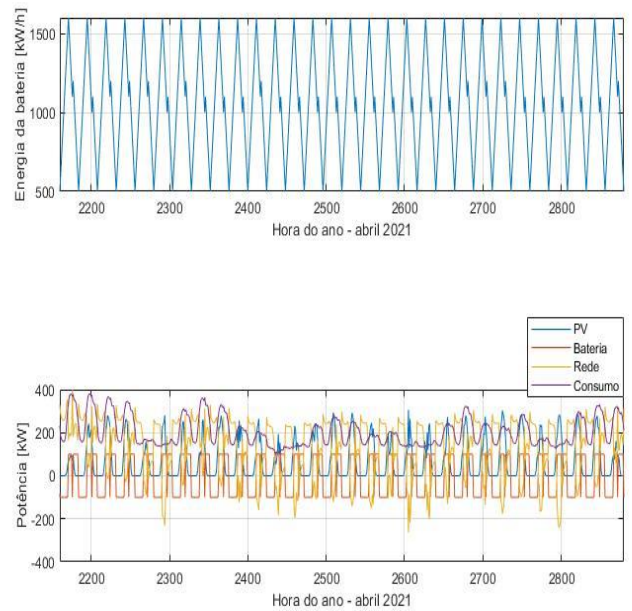 Energia da bateria [kW/h]
1500
1000
500
2200 2300 2400 2500 2600 2700 2800
Hora do ano - abril 2021
PV
Bateria
Rede
Consumo
Potência [kW]
400
200
0
-200
-400
2200 2300 2400 2500 2600 2700 2800
Hora do ano - abril 2021